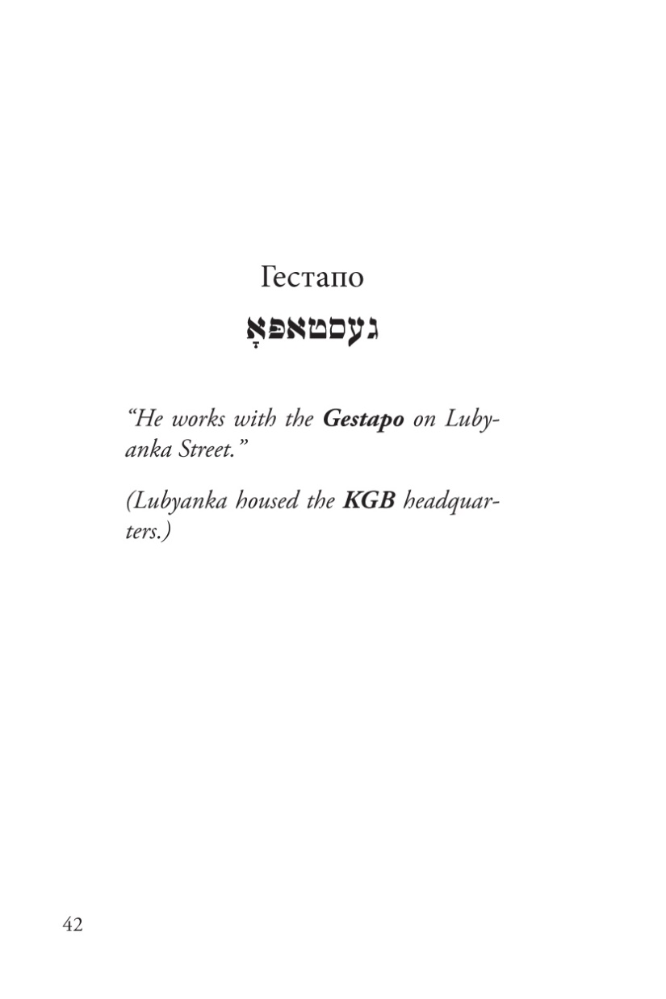 Гестапо
געסטאפּאָ
“He works with the Gestapo on Luby-
anka Street.”
(Lubyanka housed the KGB headquar-
ters.)
42